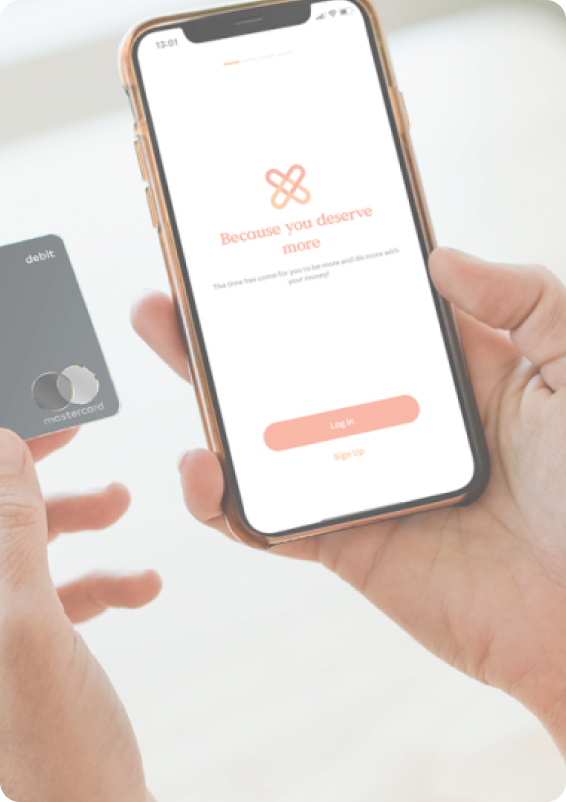 13:01
Because you deserve
more
The time has come for you to be more and do more with
your money!
Log In
Sign Up
debit
mastercard